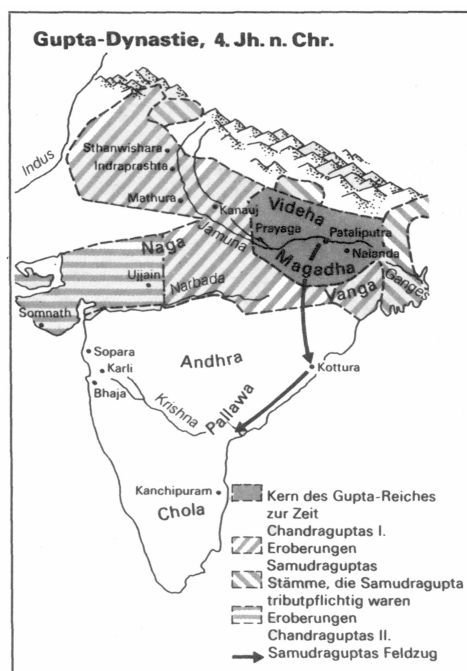 Gupta-Dynastie, 4. Jh. n. Chr.
Indus
Sthanwishara
Indraprashta
Mathura
Kanauj
Jamuna
Videha
Prayaga
Pataliputra
Nalanda
Magadha
Naga
Ujjain
Narbada
Vanga
Ganges
Somnath
Sopara
Karli
Bhaja
Andhra
Kottura
Krishna
Pallawa
Kanchipuram
Chola
Kern des Gupta-Reiches
zur Zeit
Chandraguptas I.
Eroberungen
Samudraguptas
Stämme, die Samudragupta
tributpflichtig waren
Eroberungen
Chandraguptas II.
Samudraguptas Feldzug